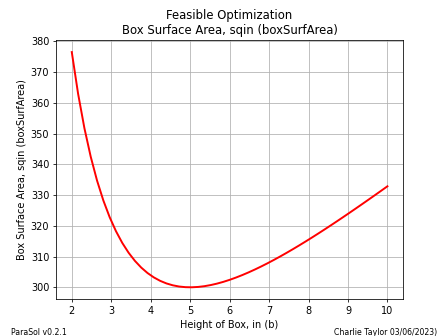 Feasible Optimization
Box Surface Area, sqin (boxSurfArea)
Box Surface Area, sqin (boxSurfArea)
380
370
360
350
340
330
320
310
300
2 3 4 5 6 7 8 9 10
Height of Box, in (b)
ParaSol v0.2.1
Charlie Taylor 03/06/2023)